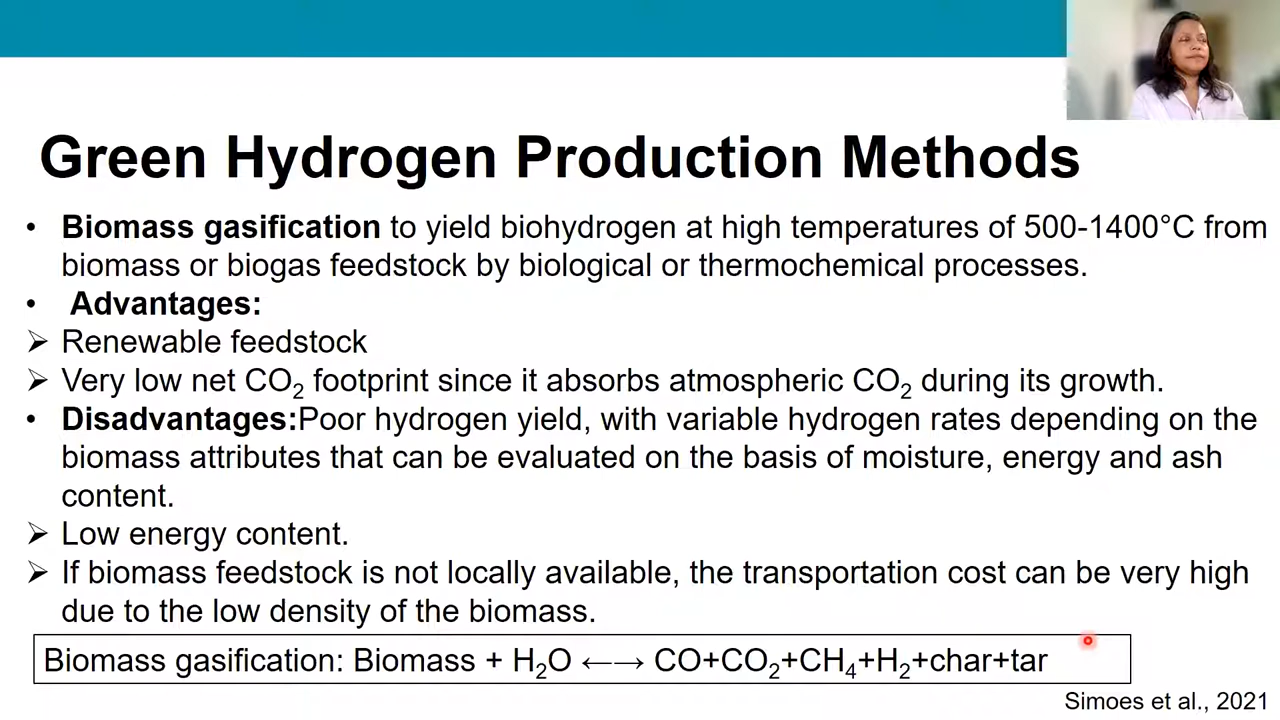 Green Hydrogen Production Methods
• Biomass gasification to yield biohydrogen at high temperatures of 500-1400°C from
biomass or biogas feedstock by biological or thermochemical processes.
• Advantages:
➢ Renewable feedstock
➢ Very low net CO₂ footprint since it absorbs atmospheric CO₂ during its growth.
• Disadvantages:Poor hydrogen yield, with variable hydrogen rates depending on the
biomass attributes that can be evaluated on the basis of moisture, energy and ash
content.
➢ Low energy content.
➢ If biomass feedstock is not locally available, the transportation cost can be very high
due to the low density of the biomass.
Biomass gasification: Biomass + H₂O ←→ CO+CO₂+CH₄+H₂+char+tar
Simoes et al., 2021